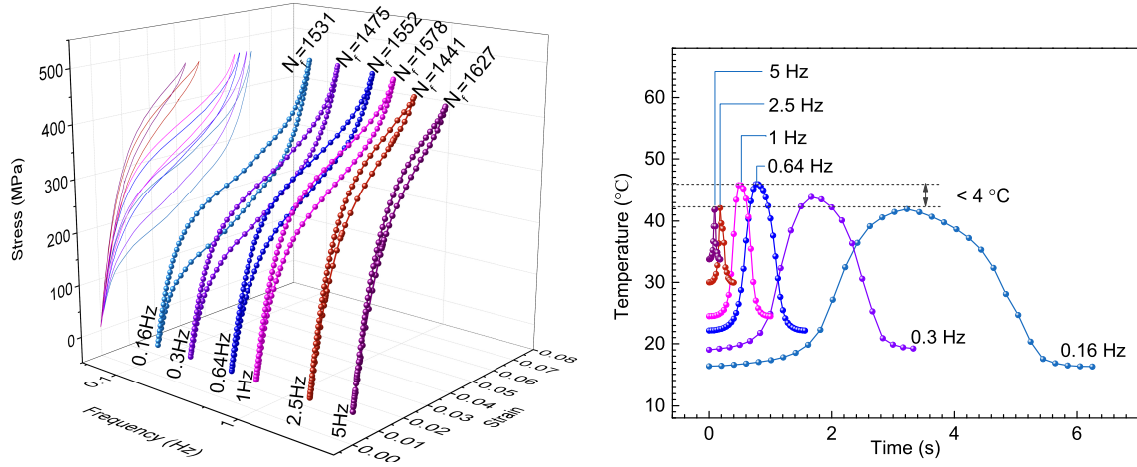 N_f=1531
N_f=1475
N_f=1552
N_f=1578
N_f=1441
N_f=1627
500
400
300
200
100
0
Stress (MPa)
0.16Hz
0.3Hz
0.64Hz
1Hz
2.5Hz
5Hz
0.1
1
Frequency (Hz)
0.08
0.07
0.06
0.05
0.04
0.03
0.02
0.01
0.00
Strain
60
50
40
30
20
10
Temperature (°C)
5 Hz
2.5 Hz
1 Hz
0.64 Hz
< 4 °C
0.3 Hz
0.16 Hz
0
2
4
6
Time (s)